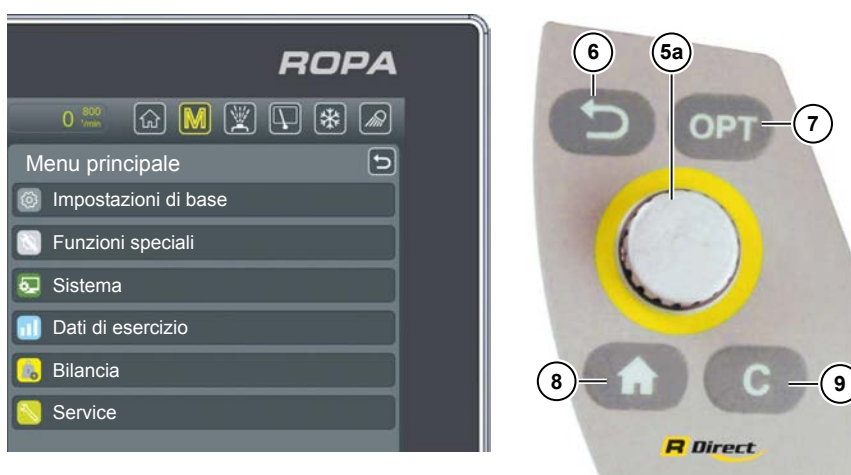 ROPA
0 800 1/min
M
Menu principale
Impostazioni di base
Funzioni speciali
Sistema
Dati di esercizio
Bilancia
Service
6
5a
OPT
7
8
C
9
R Direct